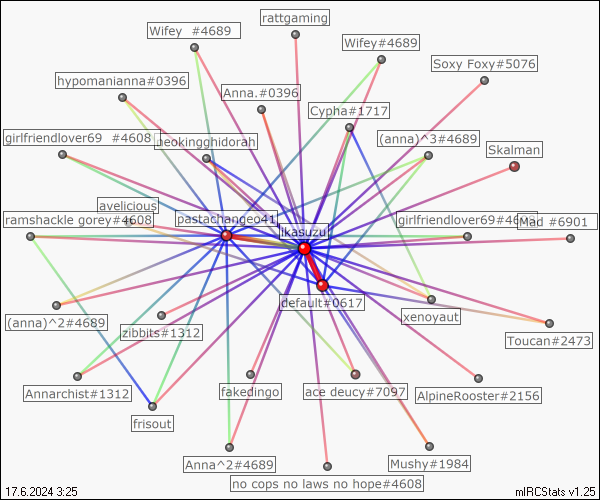 rattgaming
Wifey #4689
Wifey#4689
Soxy Foxy#5076
hypomanianna#0396
Anna.#0396
Cypha#1717
girlfriendlover69 #4608
(anna)^3#4689
Skalman
avelicious
ramshackle gorey#4608
pastachangeo41
likasuzu
girlfriendlover69#4608
Mad #6901
default#0617
xenoyaut
(anna)^2#4689
zibbits#1312
Toucan#2473
Annarchist#1312
fakedingo
ace deucy#7097
AlpineRooster#2156
frisout
Anna^2#4689
Mushy#1984
no cops no laws no hope#4608
17.6.2024 3:25
mIRCStats v1.25